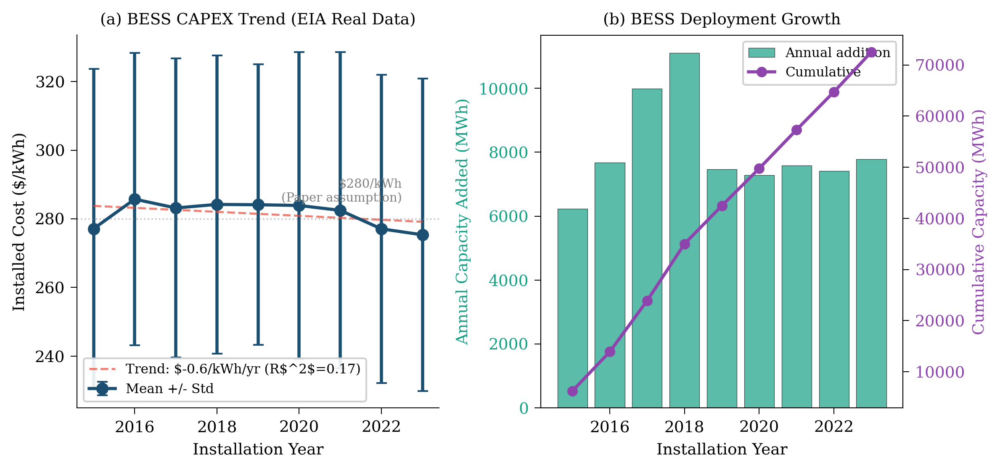 (a) BESS CAPEX Trend (EIA Real Data)
Installed Cost ($/kWh)
320
300
280
260
240
$280/kWh
(Paper assumption)
Trend: $-0.6/kWh/yr (R$^2$=0.17)
Mean +/- Std
2016
2018
2020
2022
Installation Year
(b) BESS Deployment Growth
Annual Capacity Added (MWh)
10000
8000
6000
4000
2000
0
Annual addition
Cumulative
70000
60000
50000
40000
30000
20000
10000
Cumulative Capacity (MWh)
2016
2018
2020
2022
Installation Year